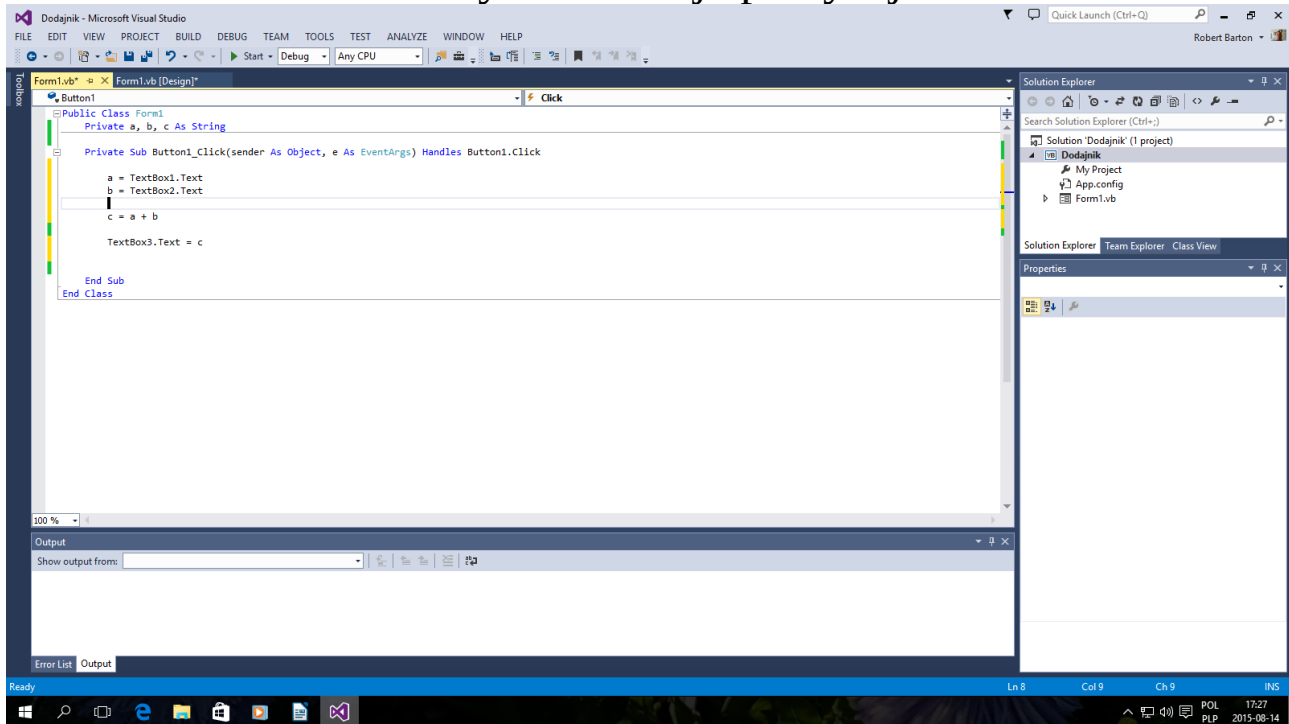 Dodajnik - Microsoft Visual Studio
Quick Launch (Ctrl+Q)
FILE EDIT VIEW PROJECT BUILD DEBUG TEAM TOOLS TEST ANALYZE WINDOW HELP
Robert Barton
Start Debug Any CPU
Toolbox
Form1.vb* Form1.vb [Design]*
Button1 Click
Public Class Form1
Private a, b, c As String
Private Sub Button1_Click(sender As Object, e As EventArgs) Handles Button1.Click
a = TextBox1.Text
b = TextBox2.Text
c = a + b
TextBox3.Text = c
End Sub
End Class
100 %
Solution Explorer
Search Solution Explorer (Ctrl+;)
Solution 'Dodajnik' (1 project)
VB Dodajnik
My Project
App.config
Form1.vb
Solution Explorer Team Explorer Class View
Properties
Output
Show output from:
Error List Output
Ready Ln 8 Col 9 Ch 9 INS
POL 17:27
PLP 2015-08-14